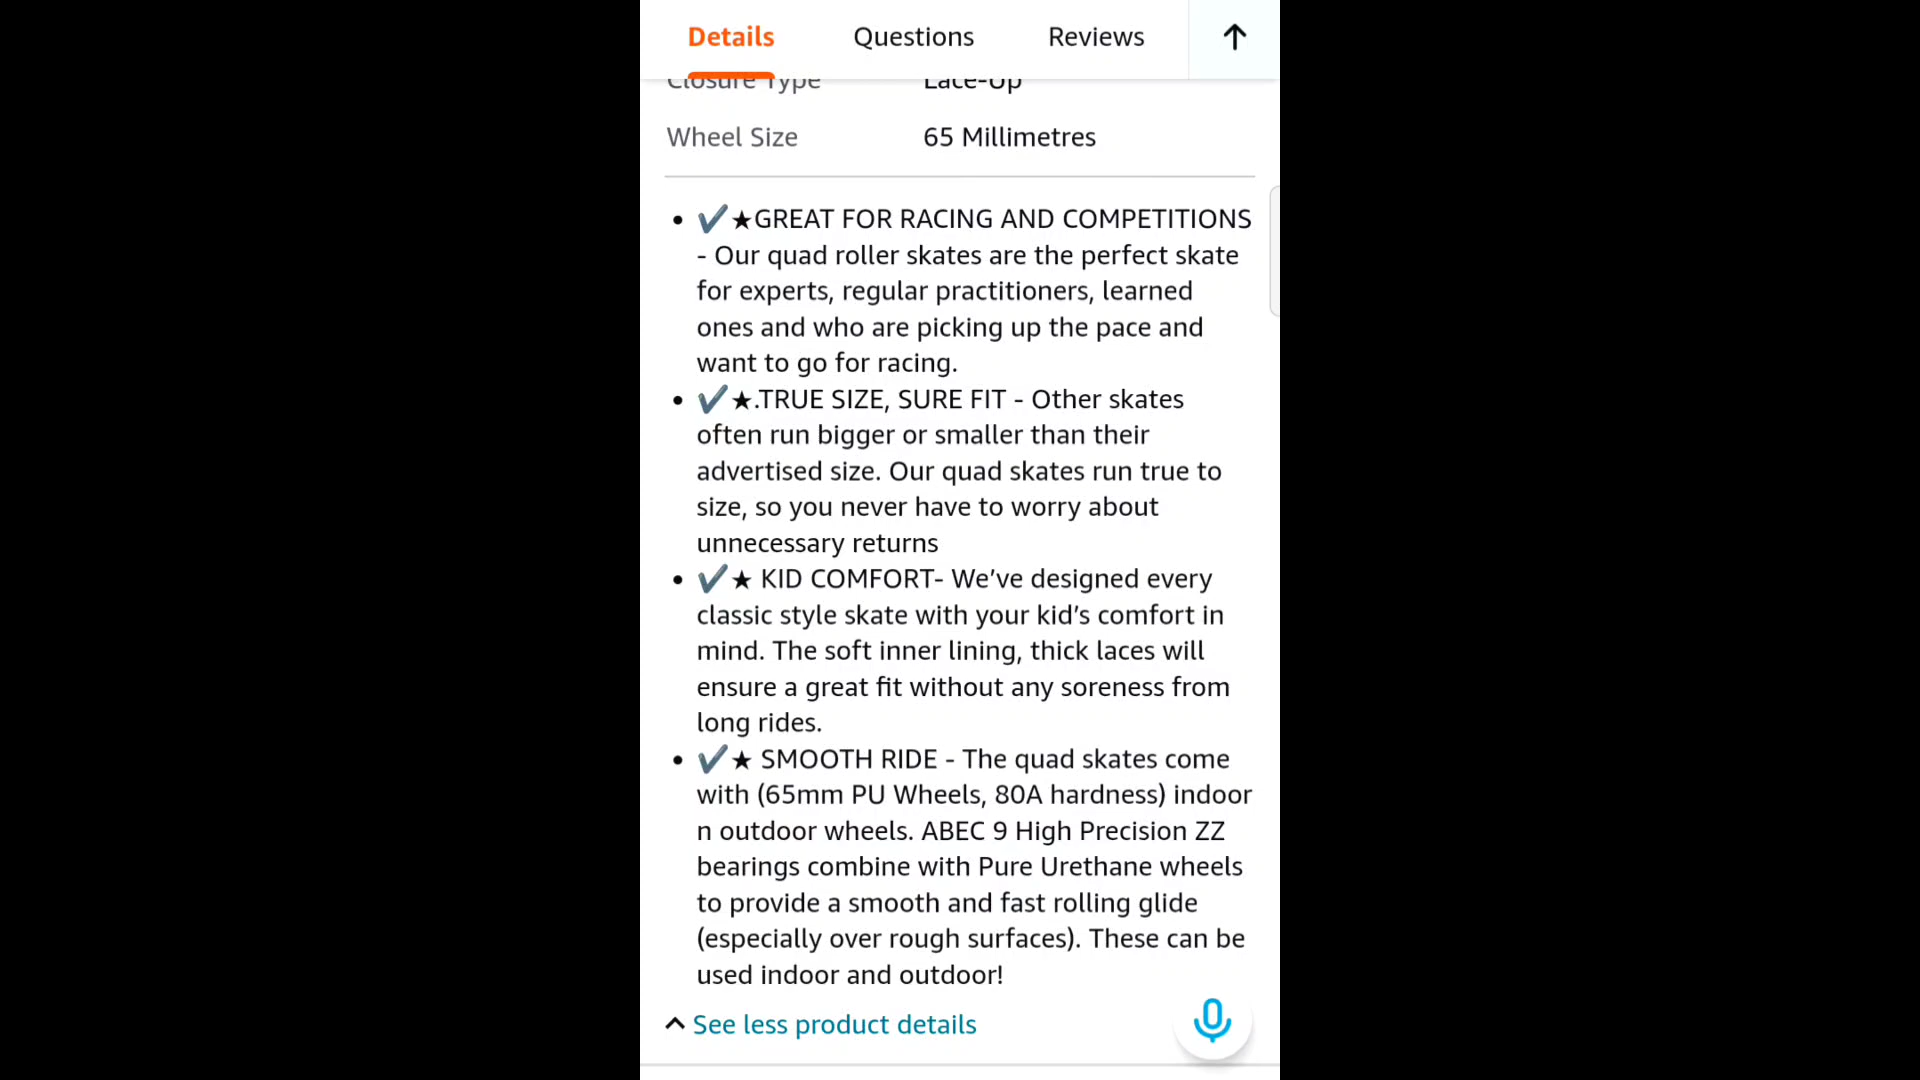 Details Questions Reviews
Closure Type Lace-Up
Wheel Size 65 Millimetres
• ✔★GREAT FOR RACING AND COMPETITIONS
- Our quad roller skates are the perfect skate
for experts, regular practitioners, learned
ones and who are picking up the pace and
want to go for racing.
• ✔★.TRUE SIZE, SURE FIT - Other skates
often run bigger or smaller than their
advertised size. Our quad skates run true to
size, so you never have to worry about
unnecessary returns
• ✔★ KID COMFORT- We’ve designed every
classic style skate with your kid’s comfort in
mind. The soft inner lining, thick laces will
ensure a great fit without any soreness from
long rides.
• ✔★ SMOOTH RIDE - The quad skates come
with (65mm PU Wheels, 80A hardness) indoor
n outdoor wheels. ABEC 9 High Precision ZZ
bearings combine with Pure Urethane wheels
to provide a smooth and fast rolling glide
(especially over rough surfaces). These can be
used indoor and outdoor!
See less product details